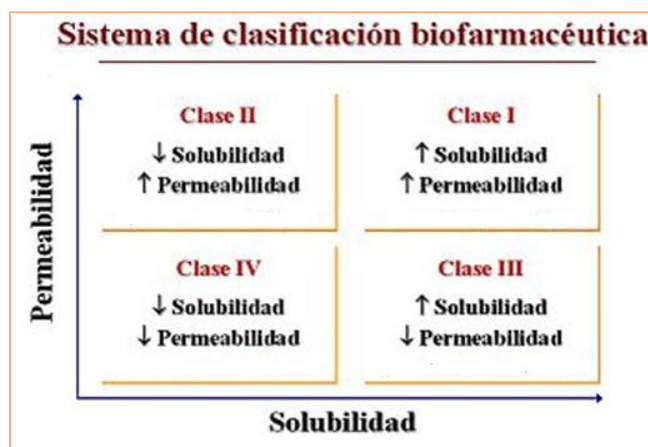 Sistema de clasificación biofarmacéutica
Permeabilidad
Clase II
↓ Solubilidad
↑ Permeabilidad
Clase I
↑ Solubilidad
↑ Permeabilidad
Clase IV
↓ Solubilidad
↓ Permeabilidad
Clase III
↑ Solubilidad
↓ Permeabilidad
Solubilidad